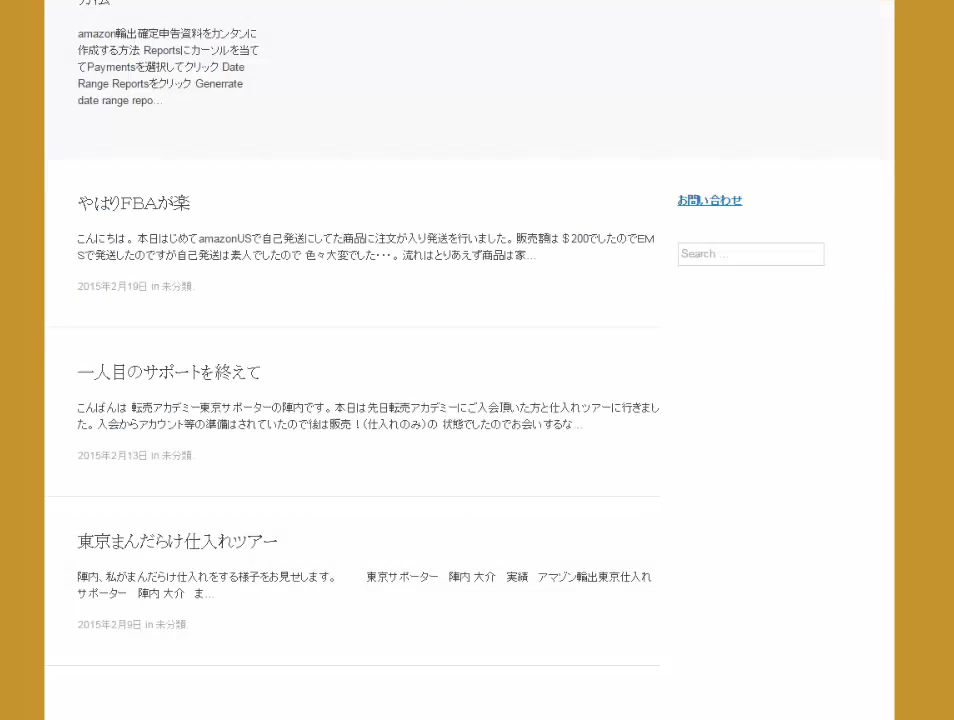 amazon輸出確定申告資料をカンタンに
作成する方法 Reportsにカーソルを当て
てPaymentsを選択してクリック Date
Range Reportsをクリック Generrate
date range repo…
やはりFBAが楽
お問い合わせ
こんにちは。 本日はじめてamazonUSで自己発送にしてた商品に注文が入り発送を行いました。 販売額は＄200でしたのでEM
Sで発送したのですが自己発送は素人でしたので 色々大変でした・・・。 流れはとりあえず商品は家…
Search …
2015年2月19日 in 未分類.
一人目のサポートを終えて
こんばんは 転売アカデミー東京サポーターの陣内です。 本日は先日転売アカデミーにご入会頂いた方と仕入れツアーに行きまし
た。 入会からアカウント等の準備はされていたので後は販売！（仕入れのみ）の 状態でしたのでお会いするな…
2015年2月13日 in 未分類.
東京まんだらけ仕入れツアー
陣内、私がまんだらけ仕入れをする様子をお見せします。　　　東京サポーター　陣内 大介　実績　アマゾン輸出東京仕入れ
サポーター　陣内 大介　ま…
2015年2月9日 in 未分類.